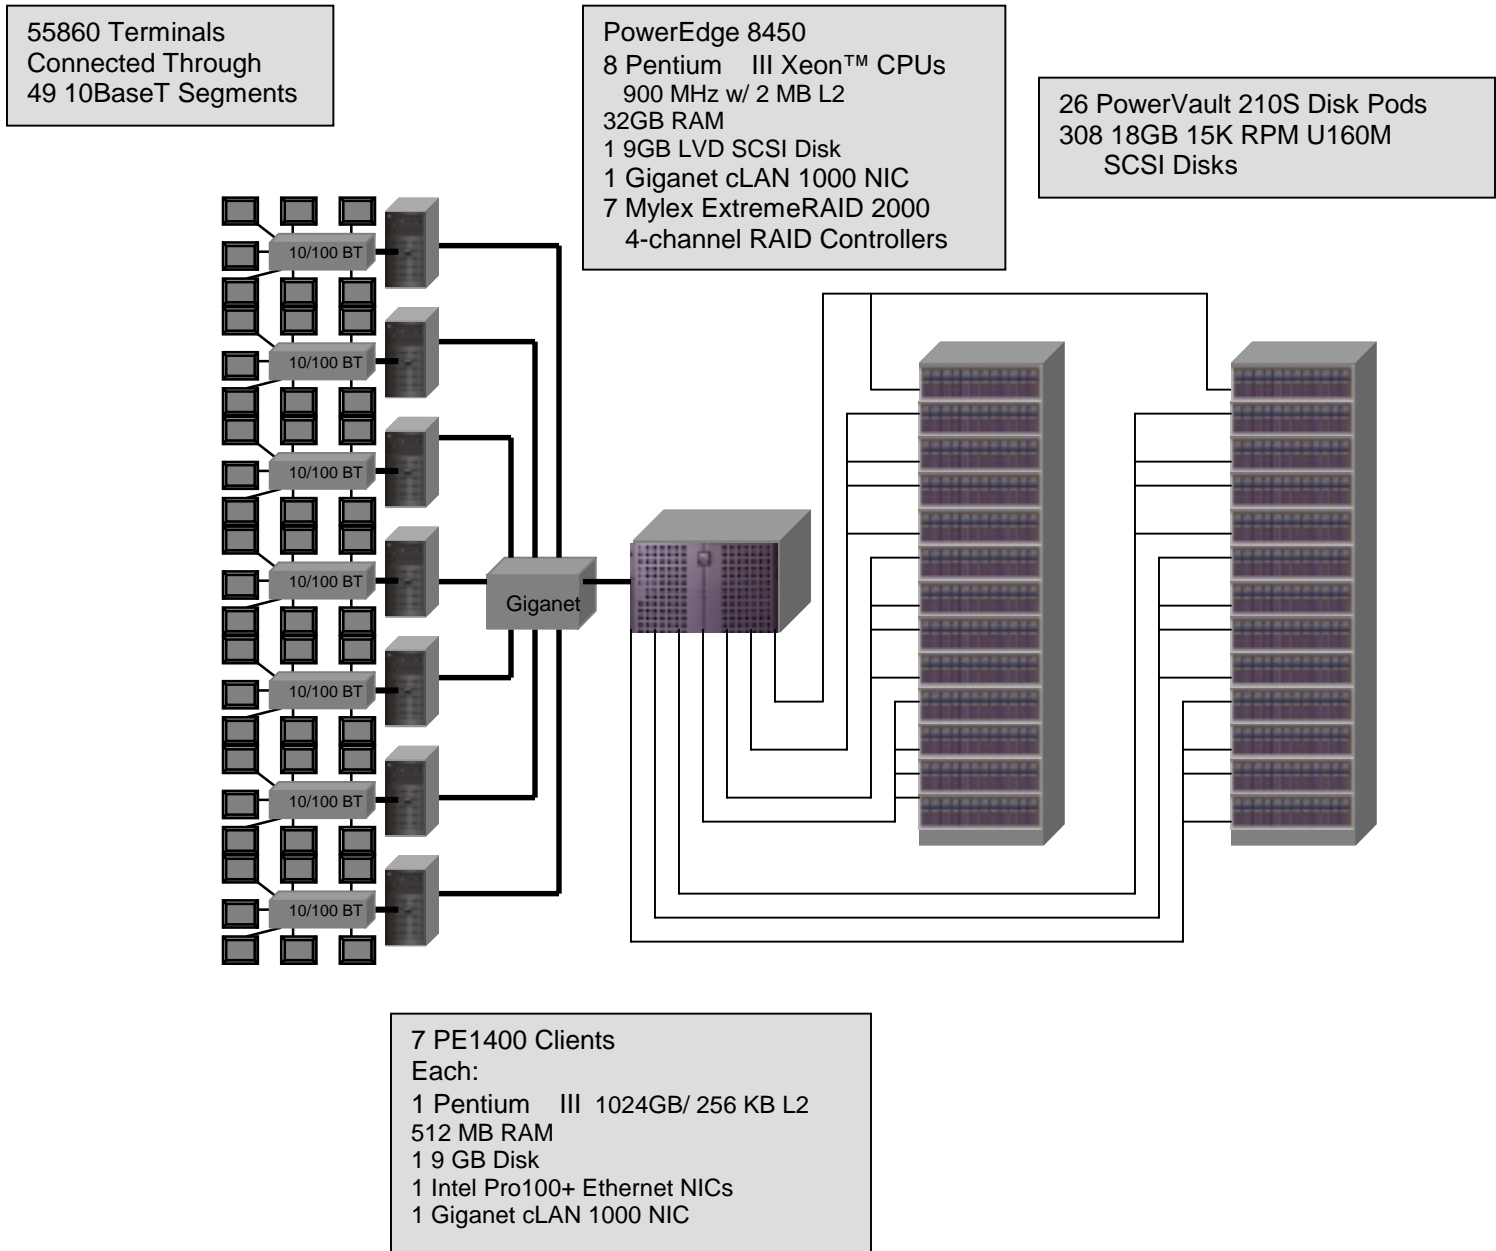 55860 Terminals
Connected Through
49 10BaseT Segments
PowerEdge 8450
8 Pentium III Xeon™ CPUs
900 MHz w/ 2 MB L2
32GB RAM
1 9GB LVD SCSI Disk
1 Giganet cLAN 1000 NIC
7 Mylex ExtremeRAID 2000
4-channel RAID Controllers
26 PowerVault 210S Disk Pods
308 18GB 15K RPM U160M
SCSI Disks
10/100 BT
10/100 BT
10/100 BT
10/100 BT
Giganet
10/100 BT
10/100 BT
10/100 BT
7 PE1400 Clients
Each:
1 Pentium III 1024GB/ 256 KB L2
512 MB RAM
1 9 GB Disk
1 Intel Pro100+ Ethernet NICs
1 Giganet cLAN 1000 NIC